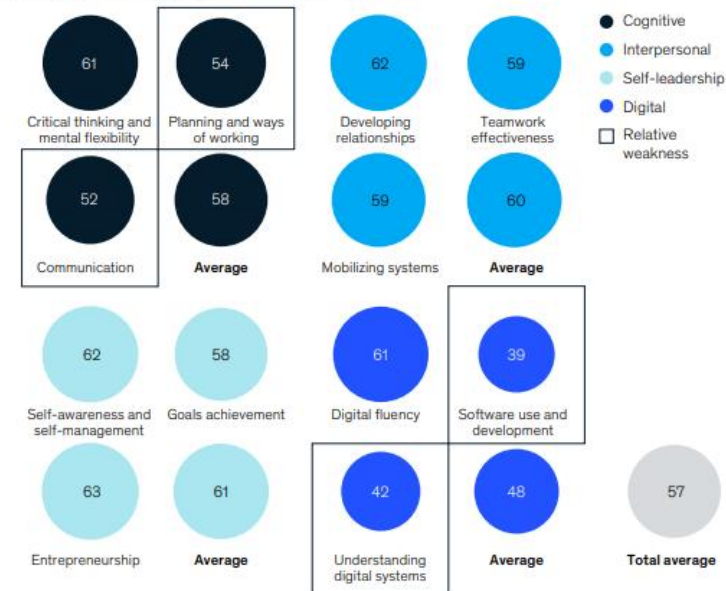 61
54
62
59
Cognitive
Interpersonal
Self-leadership
Digital
Relative
weakness
Critical thinking and
mental flexibility
Planning and ways
of working
Developing
relationships
Teamwork
effectiveness
52
58
59
60
Communication
Average
Mobilizing systems
Average
62
58
61
39
Self-awareness and
self-management
Goals achievement
Digital fluency
Software use and
development
63
61
42
48
57
Entrepreneurship
Average
Understanding
digital systems
Average
Total average